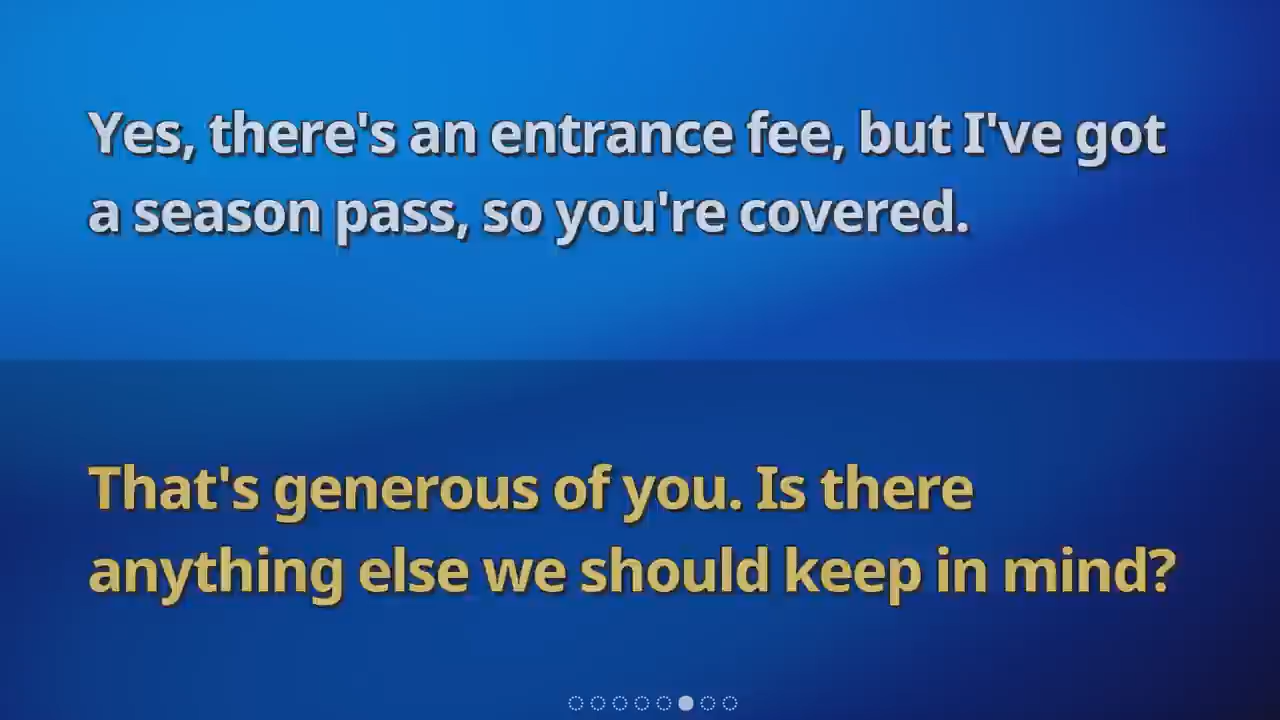 Yes, there's an entrance fee, but I've got
a season pass, so you're covered.
That's generous of you. Is there
anything else we should keep in mind?